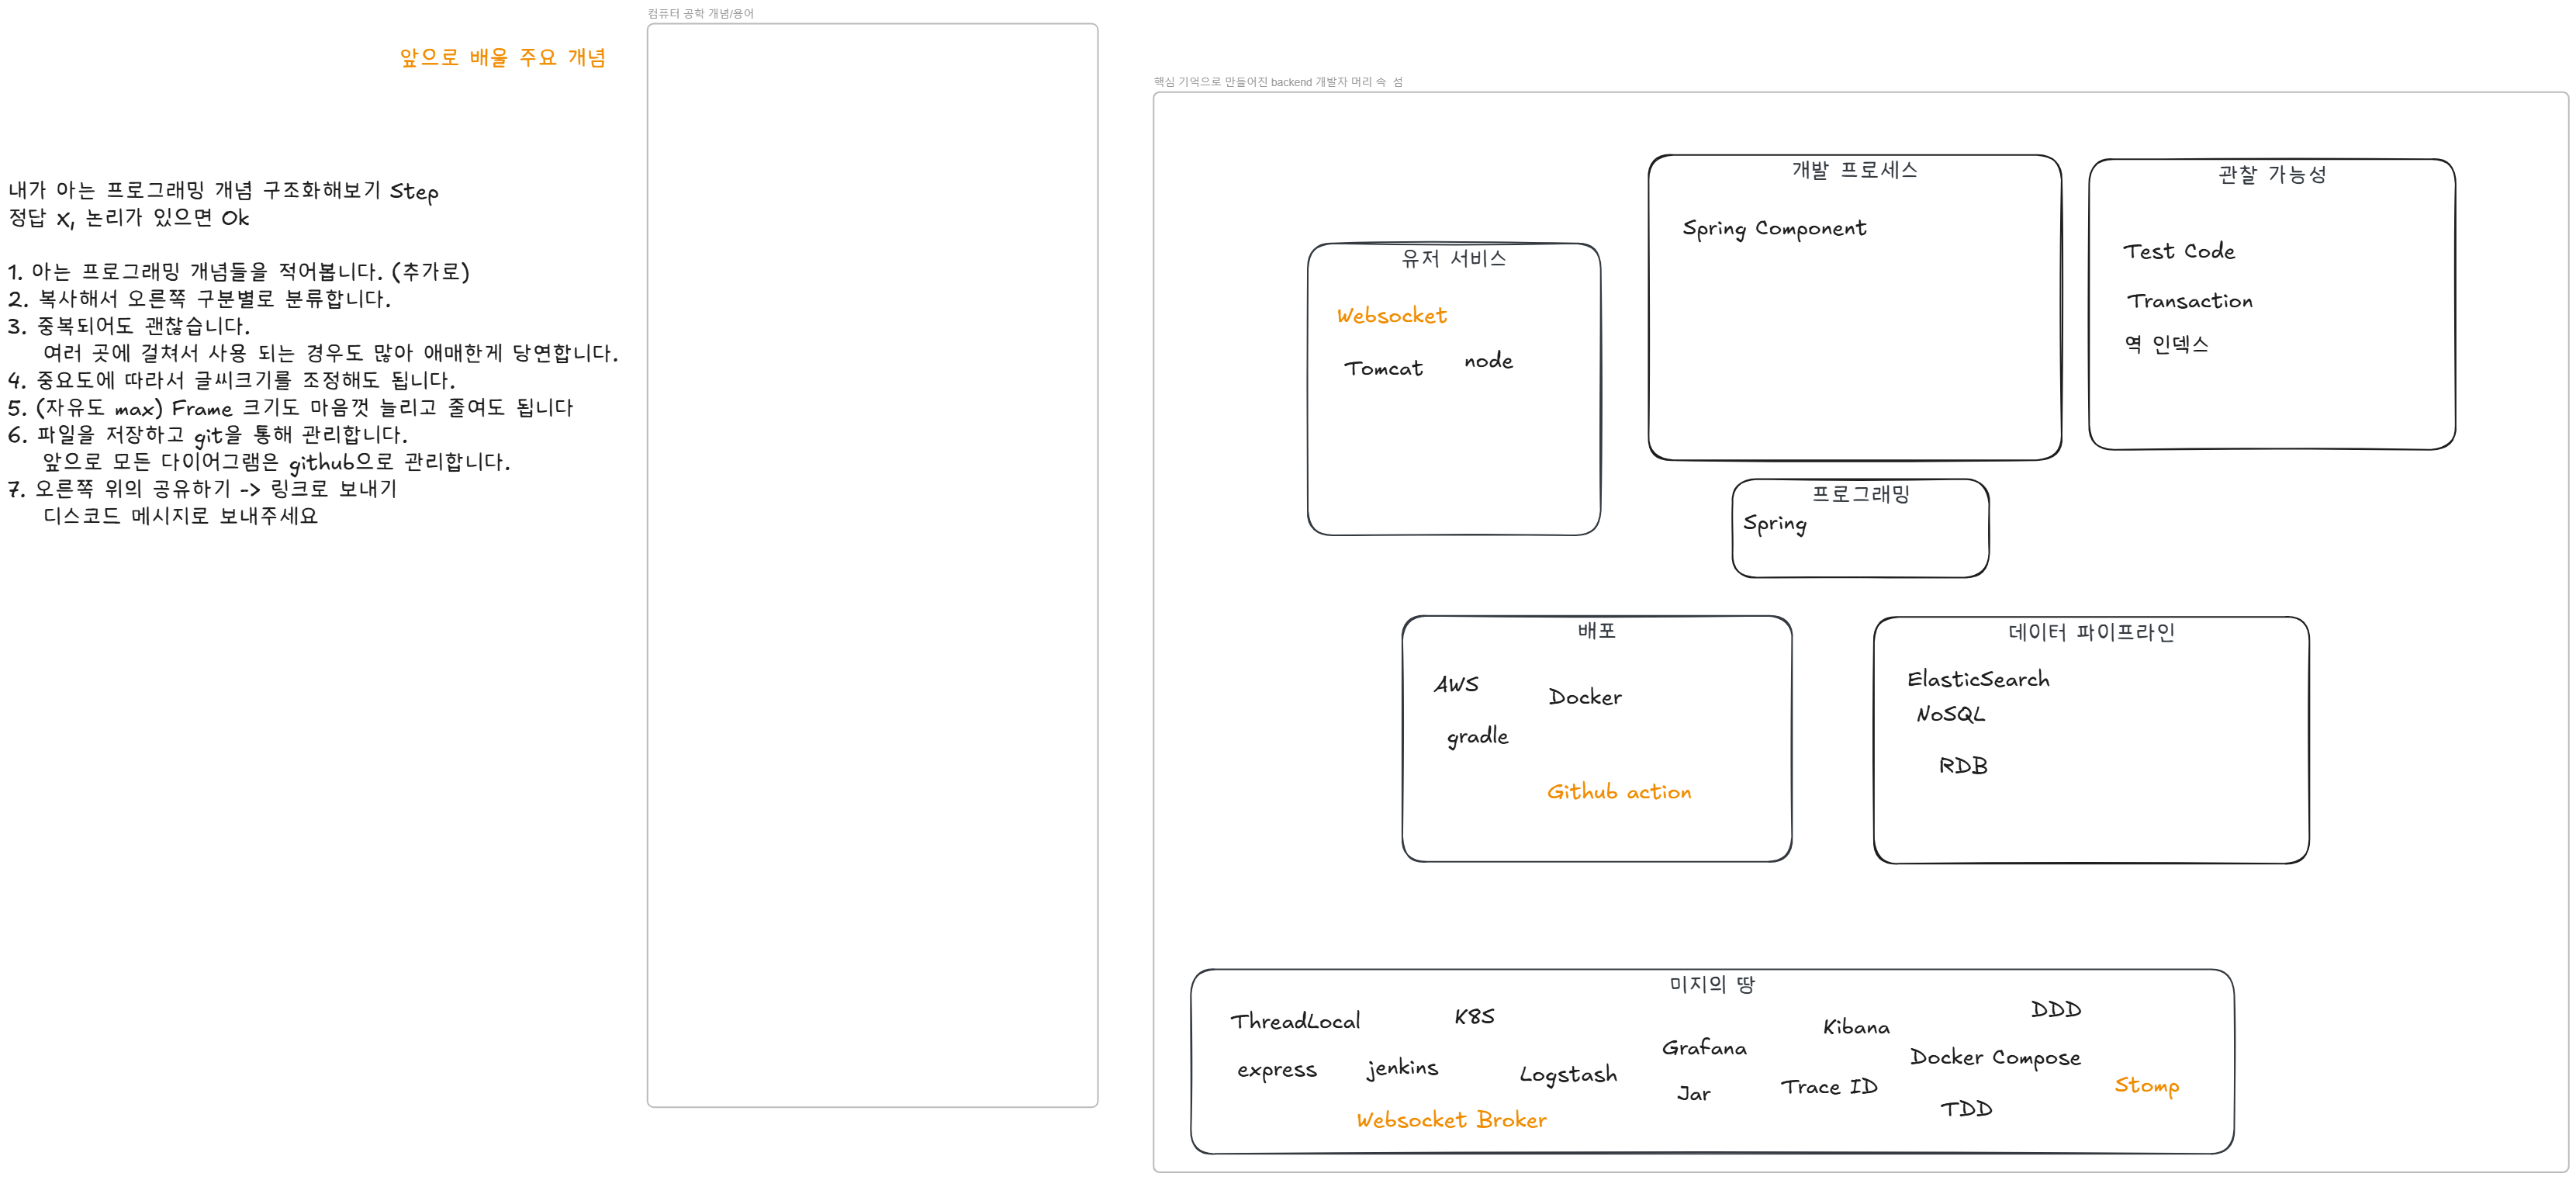 컴퓨터 공학 개념/용어
앞으로 배울 주요 개념
내가 아는 프로그래밍 개념 구조화해보기 Step
정답 X, 논리가 있으면 Ok
1. 아는 프로그래밍 개념들을 적어봅니다. (추가로)
2. 복사해서 오른쪽 구분별로 분류합니다.
3. 중복되어도 괜찮습니다.
여러 곳에 걸쳐서 사용 되는 경우도 많아 애매한게 당연합니다.
4. 중요도에 따라서 글씨크기를 조정해도 됩니다.
5. (자유도 max) Frame 크기도 마음껏 늘리고 줄여도 됩니다
6. 파일을 저장하고 git을 통해 관리합니다.
앞으로 모든 다이어그램은 github으로 관리합니다.
7. 오른쪽 위의 공유하기 -> 링크로 보내기
디스코드 메시지로 보내주세요
핵심 기억으로 만들어진 backend 개발자 머리 속 섬
유저 서비스
Websocket
Tomcat
node
개발 프로세스
Spring Component
관찰 가능성
Test Code
Transaction
역 인덱스
프로그래밍
Spring
배포
AWS
Docker
gradle
Github action
데이터 파이프라인
ElasticSearch
NoSQL
RDB
미지의 땅
ThreadLocal
K8S
Kibana
DDD
Grafana
express
jenkins
Logstash
Docker Compose
Jar
Trace ID
Stomp
Websocket Broker
TDD